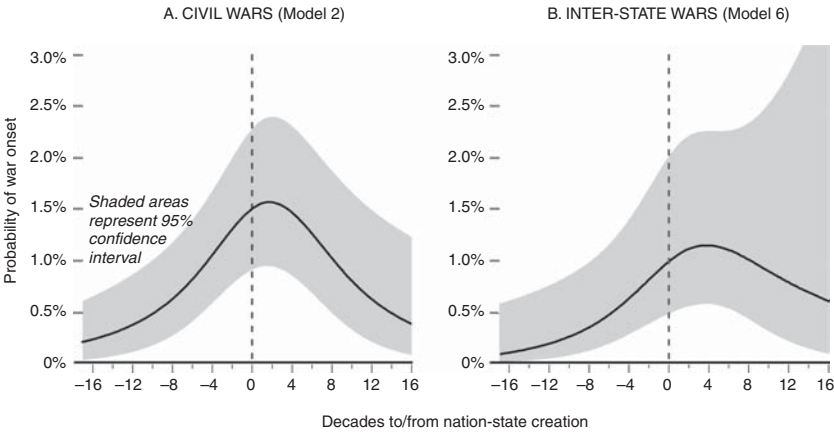 A. CIVIL WARS (Model 2)
B. INTER-STATE WARS (Model 6)
Probability of war onset
3.0%
2.5%
2.0%
1.5%
1.0%
0.5%
0%
Shaded areas
represent 95%
confidence
interval
–16 –12 –8 –4 0 4 8 12 16
3.0%
2.5%
2.0%
1.5%
1.0%
0.5%
0%
–16 –12 –8 –4 0 4 8 12 16
Decades to/from nation-state creation